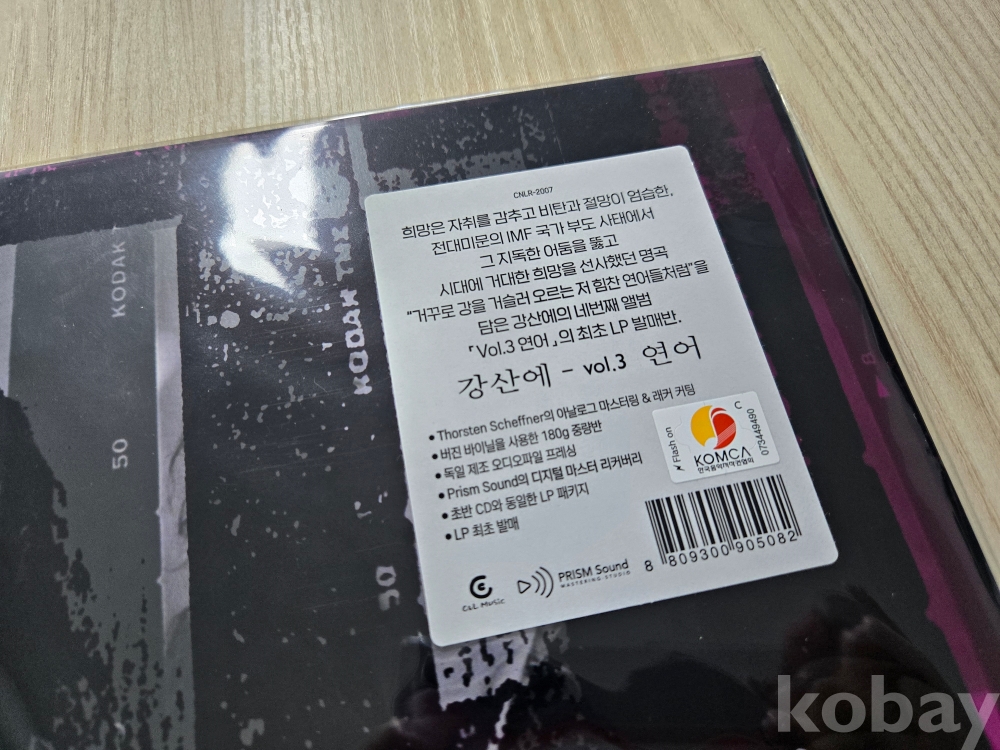 CNLR-2007
희망은 자취를 감추고 비탄과 절망이 엄습한,
전대미문의 IMF 국가 부도 사태에서
그 지독한 어둠을 뚫고
시대에 거대한 희망을 선사했던 명곡
"거꾸로 강을 거슬러 오르는 저 힘찬 연어들처럼"을
담은 강산에의 네번째 앨범
「Vol.3 연어」의 최초 LP 발매반.
강산에 - vol.3 연어
• Thorsten Scheffner의 아날로그 마스터링 & 래커 커팅
• 버진 바이닐을 사용한 180g 중량반
• 독일 제조 오디오파일 프레싱
• Prism Sound의 디지털 마스터 리커버리
• 초반 CD와 동일한 LP 패키지
• LP 최초 발매
Flash on
C
KOMCA
한국음악저작권협회
073449490
C&L Music
PRISM Sound
MASTERING STUDIO
8 809300 905082
KODAK
50
KODAK TMX
50
8
kobay